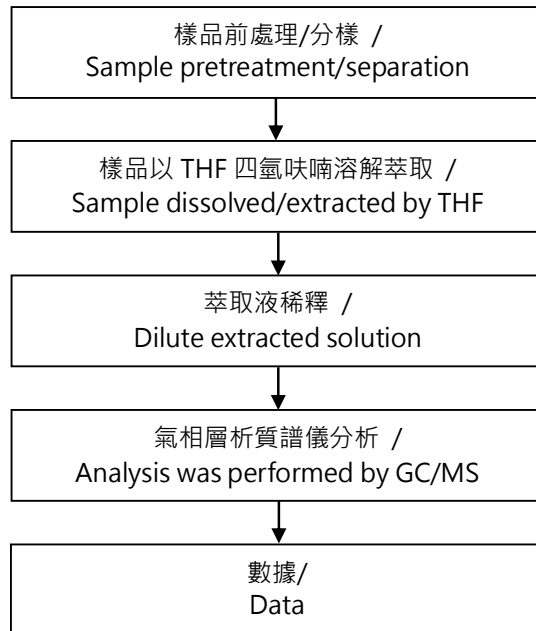 樣品前處理/分樣 /
Sample pretreatment/separation
樣品以 THF 四氫呋喃溶解萃取 /
Sample dissolved/extracted by THF
萃取液稀釋 /
Dilute extracted solution
氣相層析質譜儀分析 /
Analysis was performed by GC/MS
數據/
Data